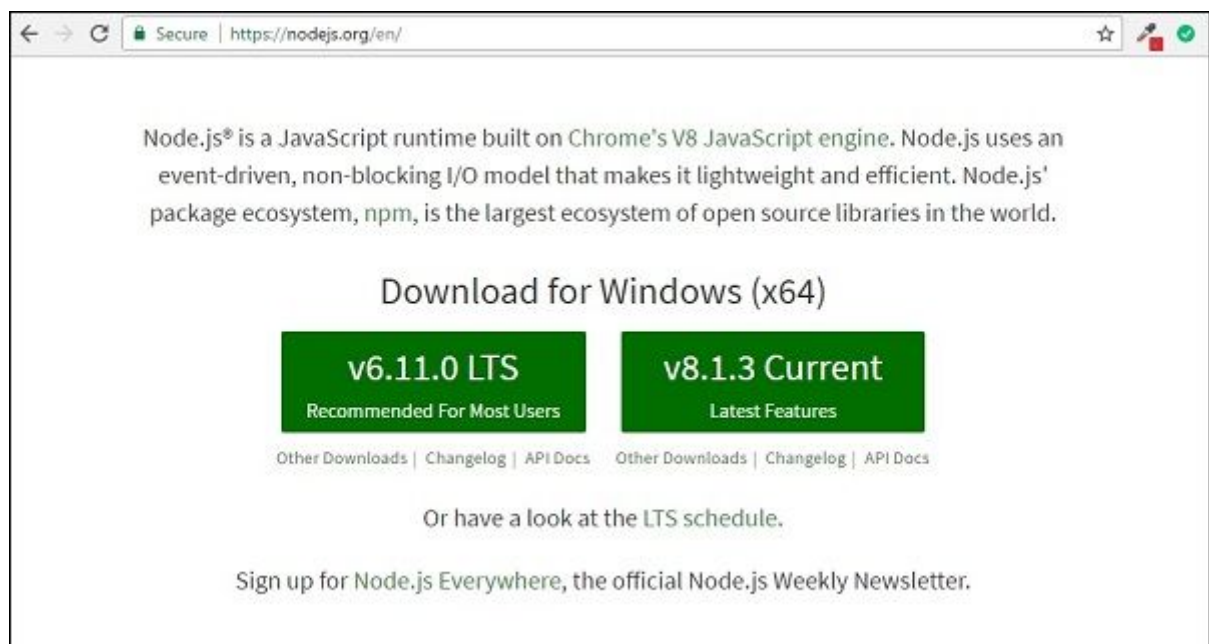 Secure | https://nodejs.org/en/
Node.js® is a JavaScript runtime built on Chrome's V8 JavaScript engine. Node.js uses an
event-driven, non-blocking I/O model that makes it lightweight and efficient. Node.js'
package ecosystem, npm, is the largest ecosystem of open source libraries in the world.
Download for Windows (x64)
v6.11.0 LTS
Recommended For Most Users
v8.1.3 Current
Latest Features
Other Downloads | Changelog | API Docs
Other Downloads | Changelog | API Docs
Or have a look at the LTS schedule.
Sign up for Node.js Everywhere, the official Node.js Weekly Newsletter.